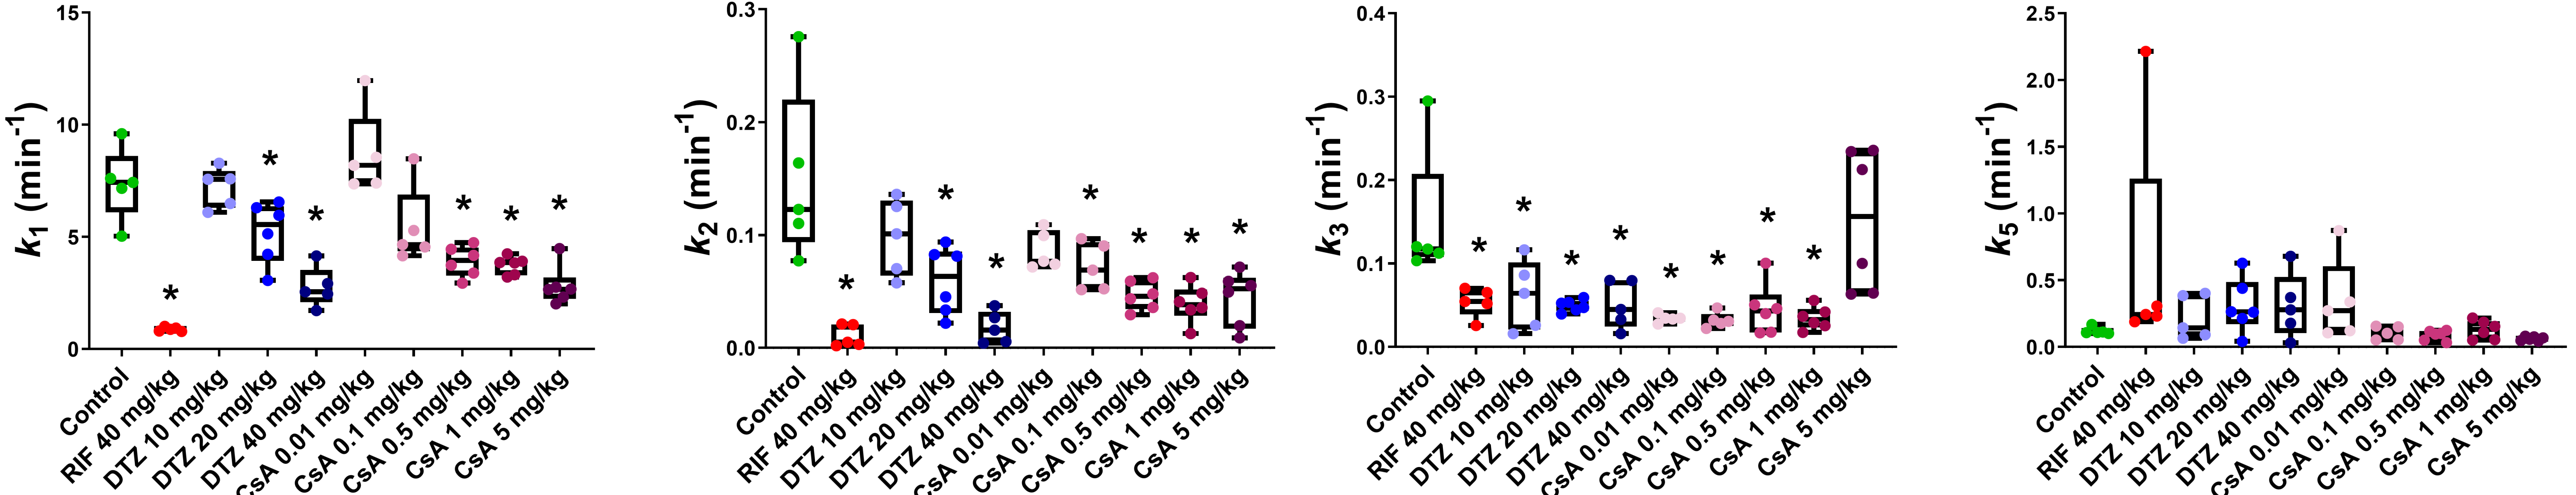 15
10
5
0
k1 (min-1)
*
*
*
*
*
*
Control
RIF 40 mg/kg
DTZ 10 mg/kg
DTZ 20 mg/kg
DTZ 40 mg/kg
CsA 0.01 mg/kg
CsA 0.1 mg/kg
CsA 0.5 mg/kg
CsA 1 mg/kg
CsA 5 mg/kg
0.3
0.2
0.1
0.0
k2 (min-1)
*
*
*
*
*
*
*
Control
RIF 40 mg/kg
DTZ 10 mg/kg
DTZ 20 mg/kg
DTZ 40 mg/kg
CsA 0.01 mg/kg
CsA 0.1 mg/kg
CsA 0.5 mg/kg
CsA 1 mg/kg
CsA 5 mg/kg
0.4
0.3
0.2
0.1
0.0
k3 (min-1)
*
*
*
*
*
*
*
*
Control
RIF 40 mg/kg
DTZ 10 mg/kg
DTZ 20 mg/kg
DTZ 40 mg/kg
CsA 0.01 mg/kg
CsA 0.1 mg/kg
CsA 0.5 mg/kg
CsA 1 mg/kg
CsA 5 mg/kg
2.5
2.0
1.5
1.0
0.5
0.0
k5 (min-1)
Control
RIF 40 mg/kg
DTZ 10 mg/kg
DTZ 20 mg/kg
DTZ 40 mg/kg
CsA 0.01 mg/kg
CsA 0.1 mg/kg
CsA 0.5 mg/kg
CsA 1 mg/kg
CsA 5 mg/kg